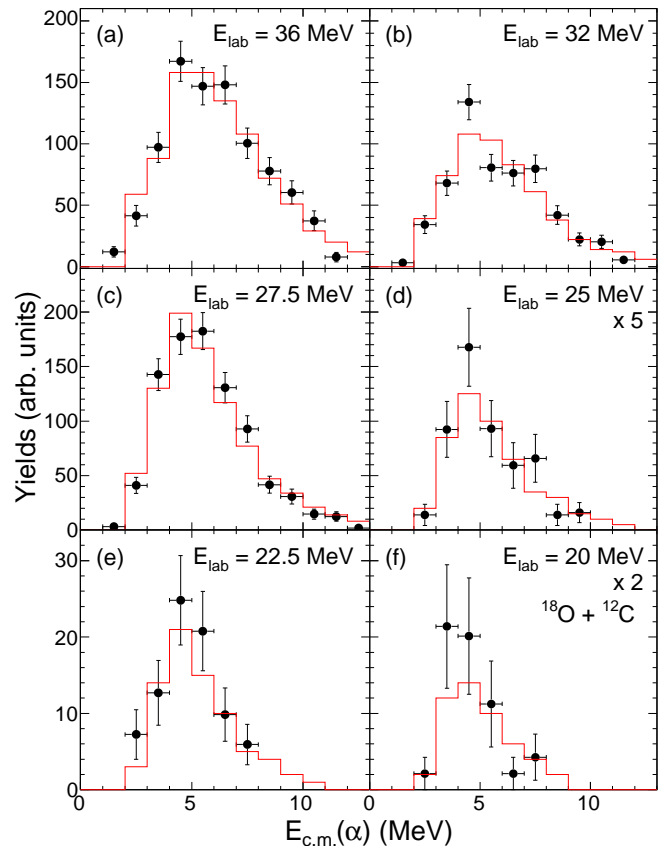 200
(a) E_lab = 36 MeV
(b) E_lab = 32 MeV
150
100
50
0
(c) E_lab = 27.5 MeV
(d) E_lab = 25 MeV
x 5
200
150
100
50
0
Yields (arb. units)
(e) E_lab = 22.5 MeV
(f) E_lab = 20 MeV
x 2
¹⁸O + ¹²C
30
20
10
0
0 5 10 0 5 10
E_c.m.(α) (MeV)